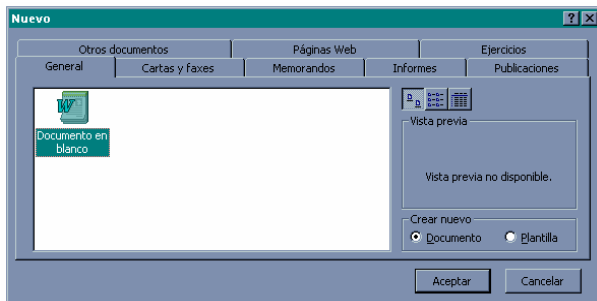 Nuevo
Otros documentos
Páginas Web
Ejercicios
General
Cartas y faxes
Memorandos
Informes
Publicaciones
Documento en
blanco
Vista previa
Vista previa no disponible.
Crear nuevo
Documento
Plantilla
Aceptar
Cancelar